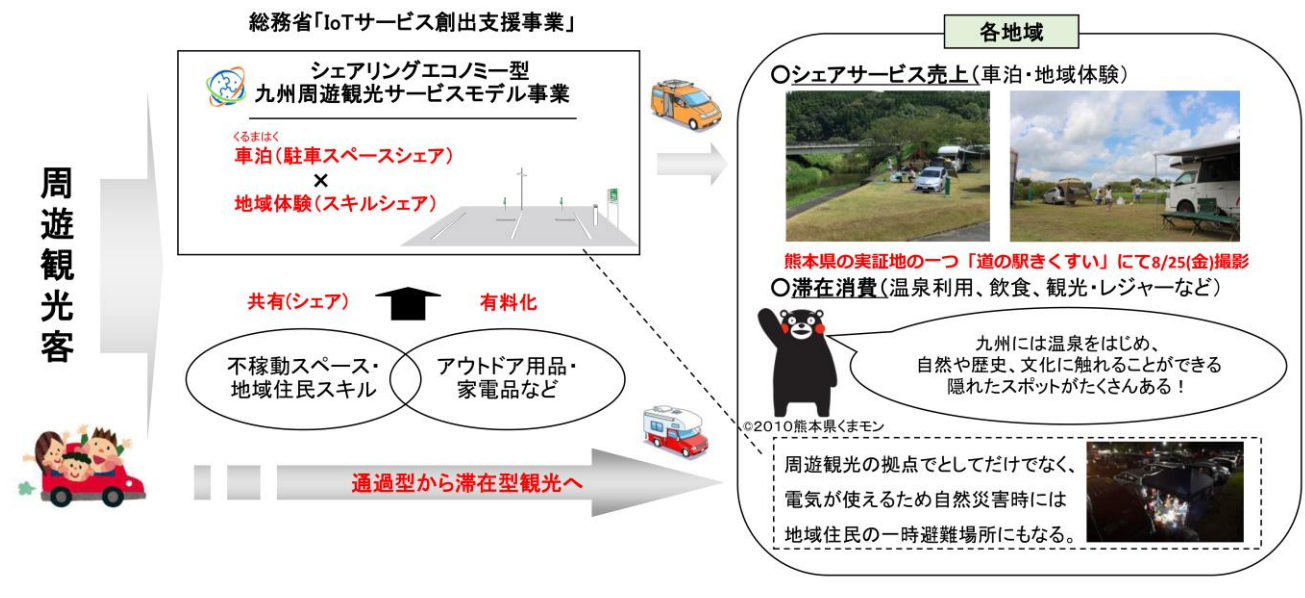 総務省「IoTサービス創出支援事業」
シェアリングエコノミー型
九州周遊観光サービスモデル事業
くるまはく
車泊(駐車スペースシェア)
×
地域体験(スキルシェア)
周遊観光客
共有(シェア)
有料化
不稼動スペース・
地域住民スキル
アウトドア用品・
家電品など
通過型から滞在型観光へ
各地域
〇シェアサービス売上(車泊・地域体験)
熊本県の実証地の一つ「道の駅きくすい」にて8/25(金)撮影
〇滞在消費(温泉利用、飲食、観光・レジャーなど)
九州には温泉をはじめ、
自然や歴史、文化に触れることができる
隠れたスポットがたくさんある！
©2010熊本県くまモン
周遊観光の拠点でとしてだけでなく、
電気が使えるため自然災害時には
地域住民の一時避難場所にもなる。